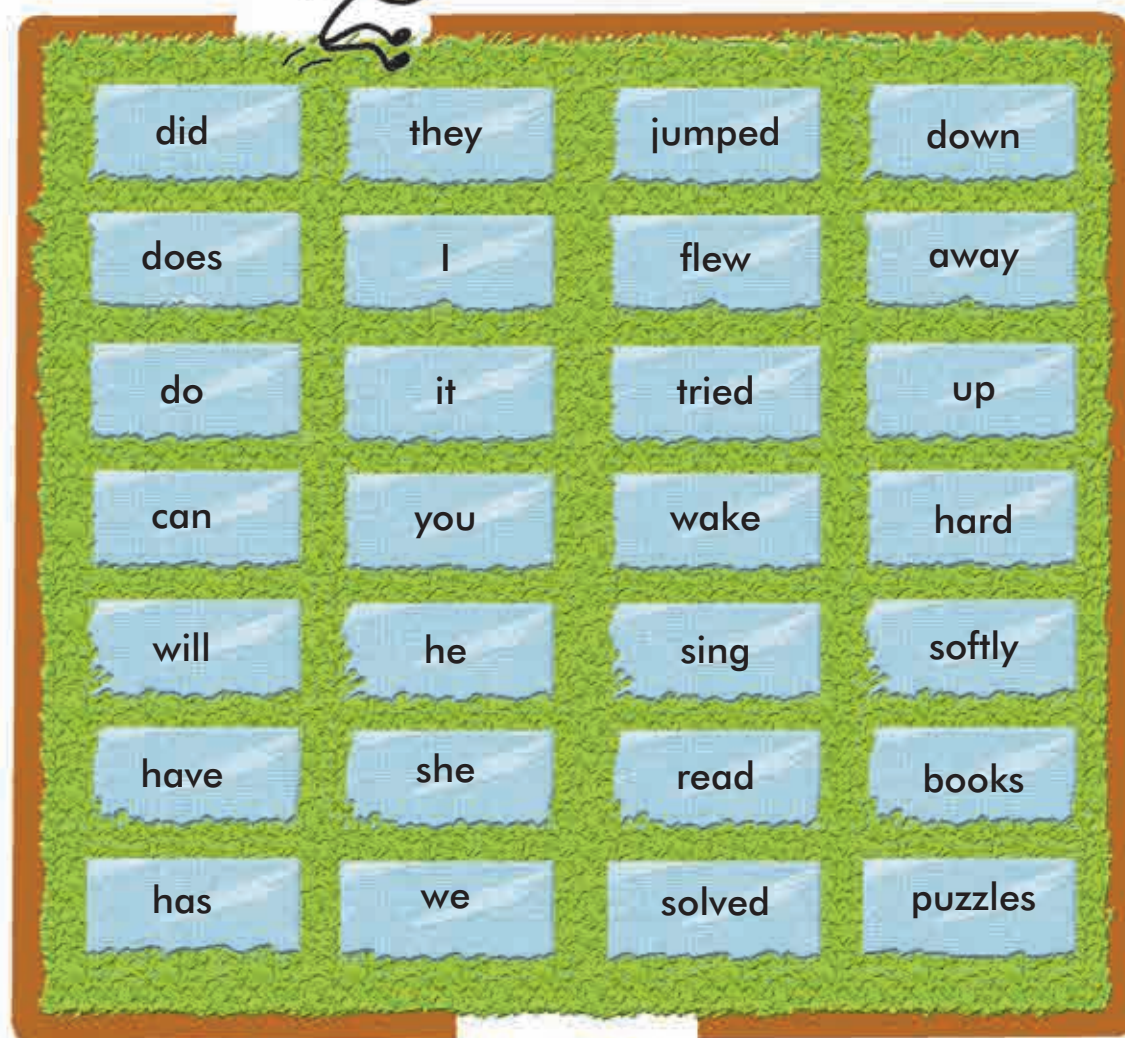 did they jumped down
does I flew away
do it tried up
can you wake hard
will he sing softly
have she read books
has we solved puzzles